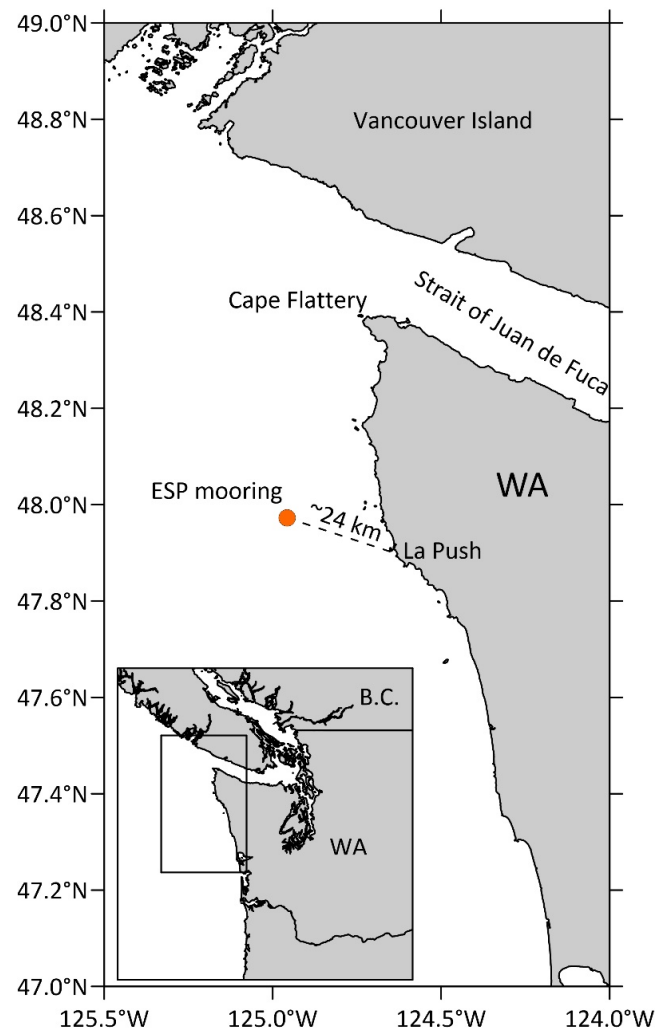 49.0°N
48.8°N
Vancouver Island
48.6°N
48.4°N
Cape Flattery
Strait of Juan de Fuca
48.2°N
WA
48.0°N
ESP mooring
~24 km
La Push
47.8°N
47.6°N
B.C.
47.4°N
WA
47.2°N
47.0°N
125.5°W 125.0°W 124.5°W 124.0°W